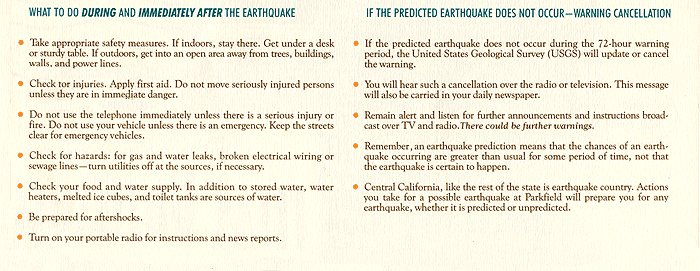 WHAT TO DO DURING AND IMMEDIATELY AFTER THE EARTHQUAKE
• Take appropriate safety measures. If indoors, stay there. Get under a desk
or sturdy table. If outdoors, get into an open area away from trees, buildings,
walls, and power lines.
• Check tor injuries. Apply first aid. Do not move seriously injured persons
unless they are in immediate danger.
• Do not use the telephone immediately unless there is a serious injury or
fire. Do not use your vehicle unless there is an emergency. Keep the streets
clear for emergency vehicles.
• Check for hazards: for gas and water leaks, broken electrical wiring or
sewage lines—turn utilities off at the sources, if necessary.
• Check your food and water supply. In addition to stored water, water
heaters, melted ice cubes, and toilet tanks are sources of water.
• Be prepared for aftershocks.
• Turn on your portable radio for instructions and news reports.
IF THE PREDICTED EARTHQUAKE DOES NOT OCCUR—WARNING CANCELLATION
• If the predicted earthquake does not occur during the 72-hour warning
period, the United States Geological Survey (USGS) will update or cancel
the warning.
• You will hear such a cancellation over the radio or television. This message
will also be carried in your daily newspaper.
• Remain alert and listen for further announcements and instructions broad-
cast over TV and radio. There could be further warnings.
• Remember, an earthquake prediction means that the chances of an earth-
quake occurring are greater than usual for some period of time, not that
the earthquake is certain to happen.
• Central California, like the rest of the state is earthquake country. Actions
you take for a possible earthquake at Parkfield will prepare you for any
earthquake, whether it is predicted or unpredicted.